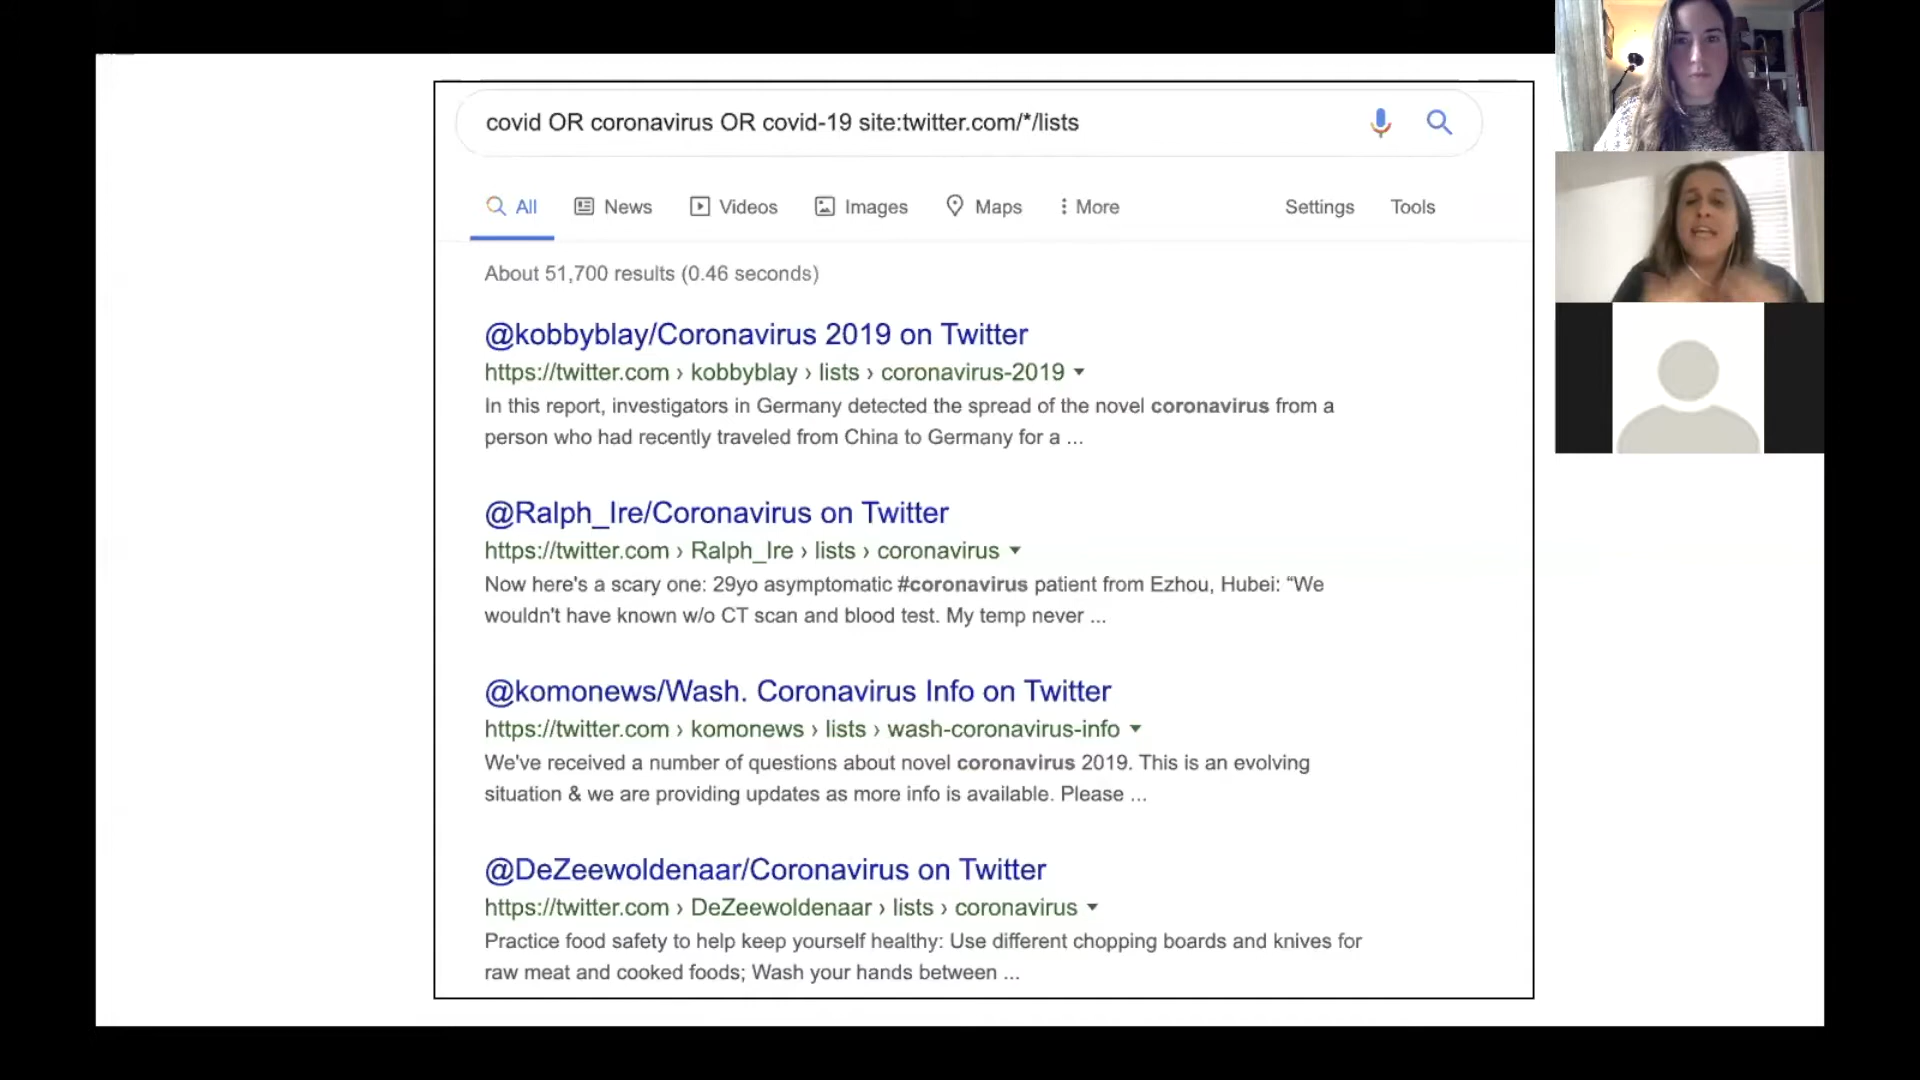 covid OR coronavirus OR covid-19 site:twitter.com/*/lists
All News Videos Images Maps More Settings Tools
About 51,700 results (0.46 seconds)
@kobbyblay/Coronavirus 2019 on Twitter
https://twitter.com › kobbyblay › lists › coronavirus-2019
In this report, investigators in Germany detected the spread of the novel coronavirus from a
person who had recently traveled from China to Germany for a ...
@Ralph_Ire/Coronavirus on Twitter
https://twitter.com › Ralph_Ire › lists › coronavirus
Now here's a scary one: 29yo asymptomatic #coronavirus patient from Ezhou, Hubei: “We
wouldn't have known w/o CT scan and blood test. My temp never ...
@komonews/Wash. Coronavirus Info on Twitter
https://twitter.com › komonews › lists › wash-coronavirus-info
We've received a number of questions about novel coronavirus 2019. This is an evolving
situation & we are providing updates as more info is available. Please ...
@DeZeewoldenaar/Coronavirus on Twitter
https://twitter.com › DeZeewoldenaar › lists › coronavirus
Practice food safety to help keep yourself healthy: Use different chopping boards and knives for
raw meat and cooked foods; Wash your hands between ...